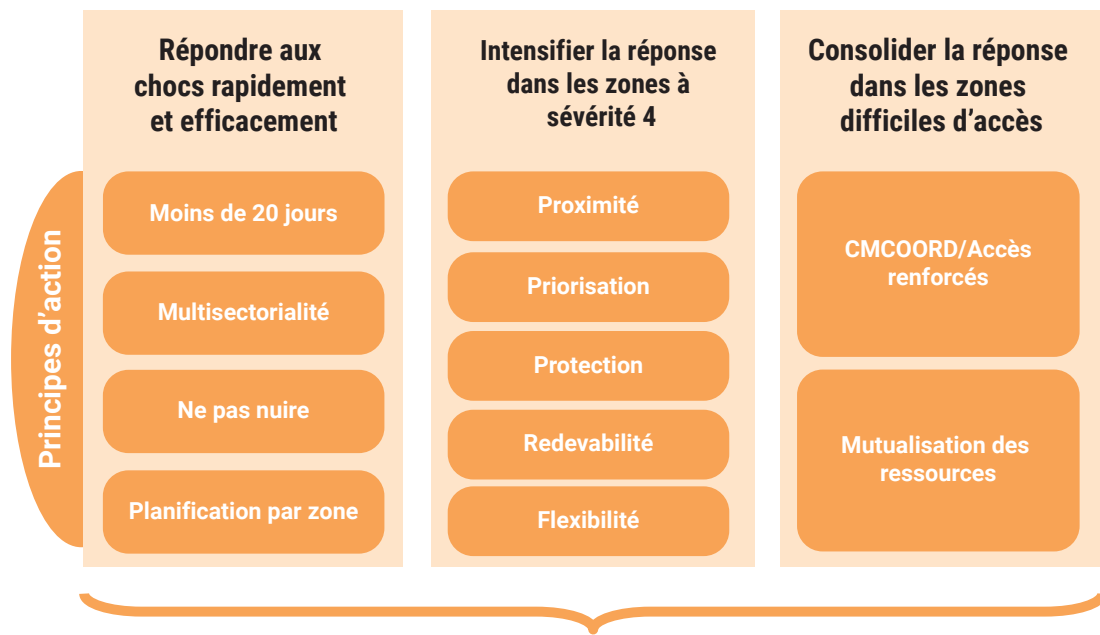 Répondre aux
chocs rapidement
et efficacement
Intensifier la réponse
dans les zones à
sévérité 4
Consolider la réponse
dans les zones
difficiles d’accès
Principes d’action
Moins de 20 jours
Multisectorialité
Ne pas nuire
Planification par zone
Proximité
Priorisation
Protection
Redevabilité
Flexibilité
CMCOORD/Accès
renforcés
Mutualisation des
ressources